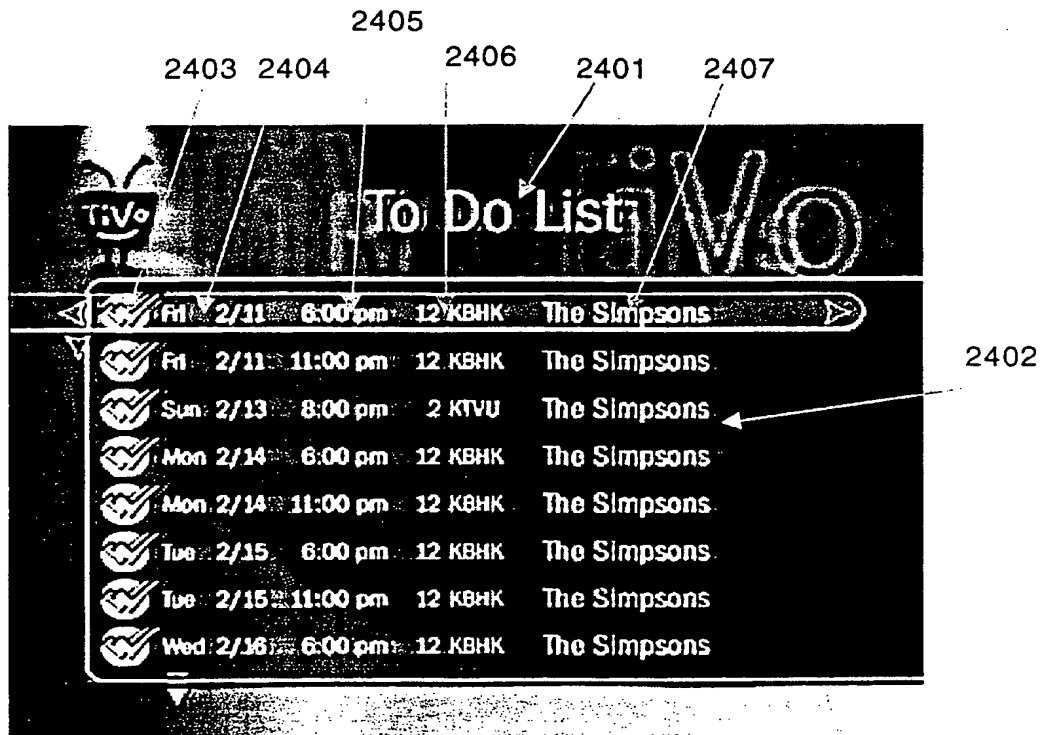 2405
2403 2404 2406 2401 2407
TiVo
TiVo To Do List
Fri 2/11 6:00 pm 12 KBHK The Simpsons
Fri 2/11 11:00 pm 12 KBHK The Simpsons
2402
Sun 2/13 8:00 pm 2 KTVU The Simpsons
Mon 2/14 6:00 pm 12 KBHK The Simpsons
Mon 2/14 11:00 pm 12 KBHK The Simpsons
Tue 2/15 6:00 pm 12 KBHK The Simpsons
Tue 2/15 11:00 pm 12 KBHK The Simpsons
Wed 2/16 6:00 pm 12 KBHK The Simpsons